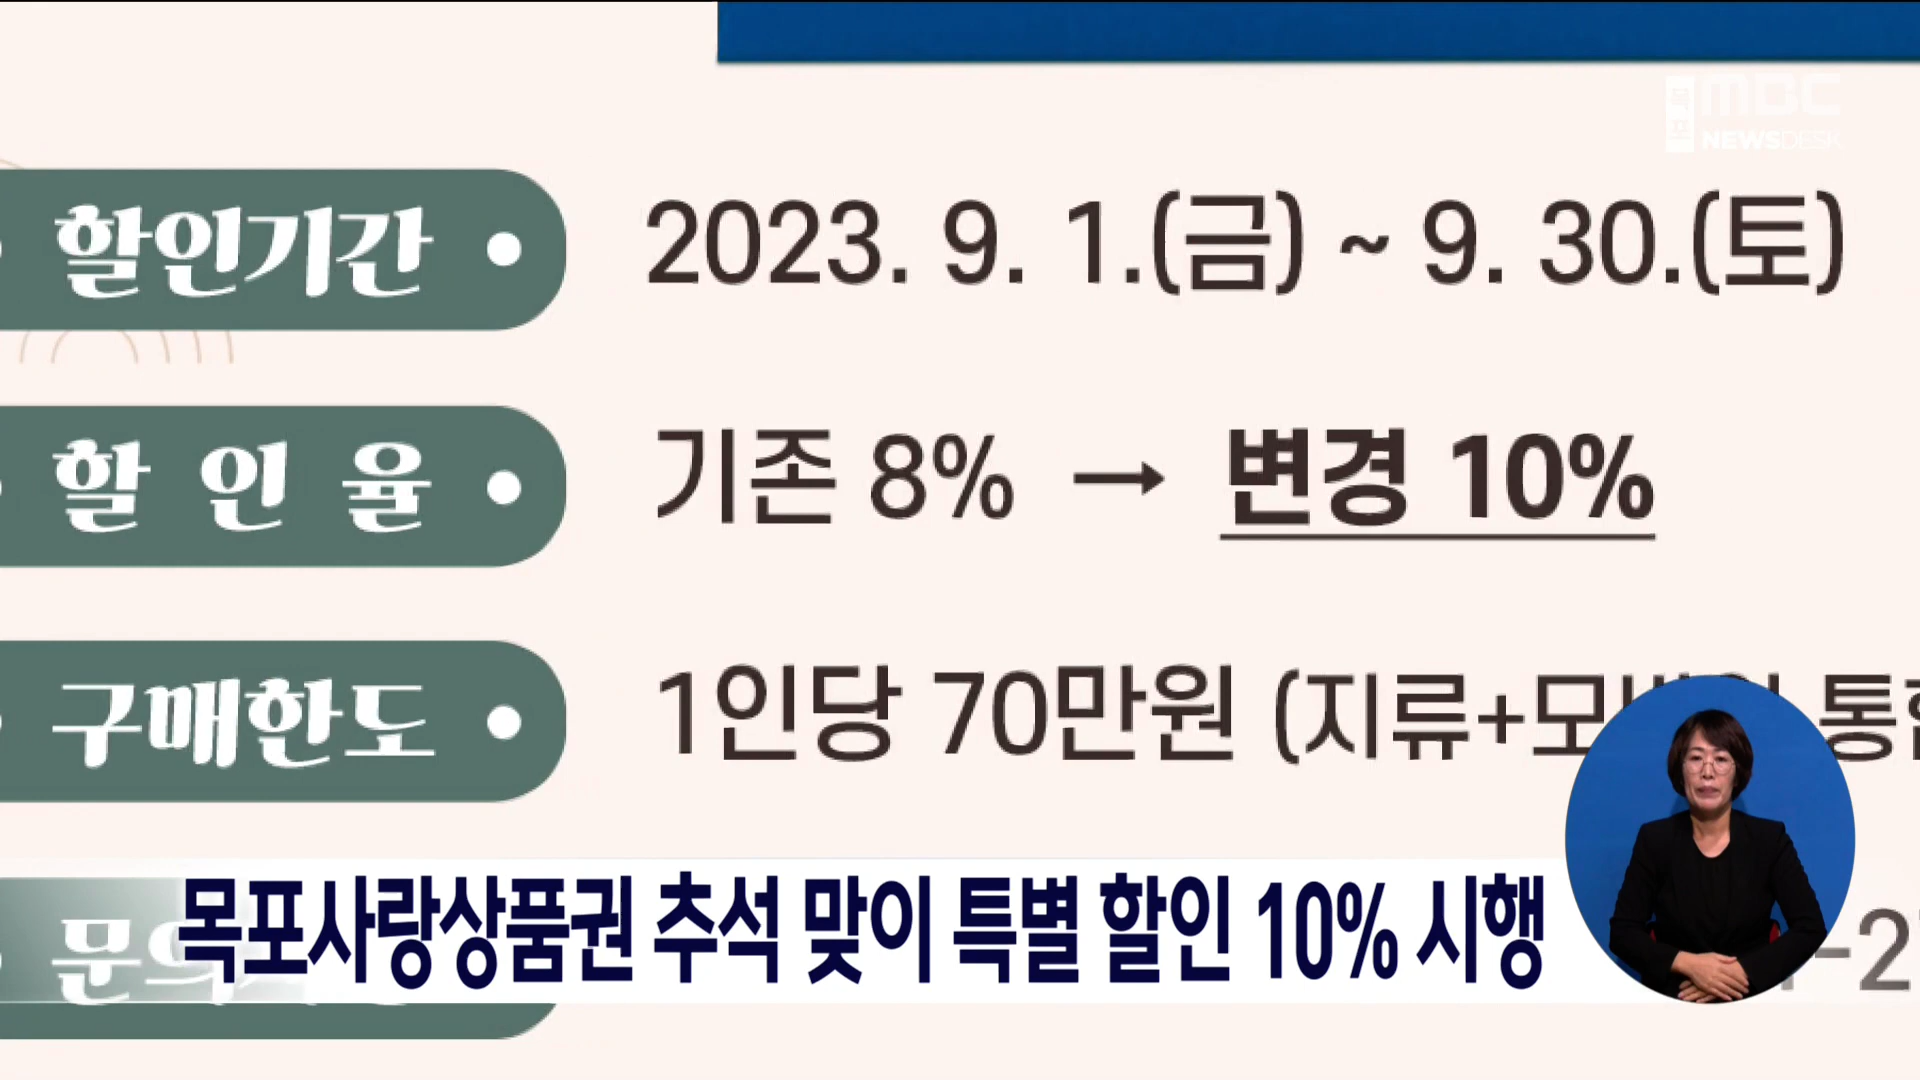 목포 MBC
NEWSDESK
할인기간 2023. 9. 1.(금) ~ 9. 30.(토)
할 인 율 기존 8% → 변경 10%
구매한도 1인당 70만원 (지류+모
목포사랑상품권 추석 맞이 특별 할인 10% 시행